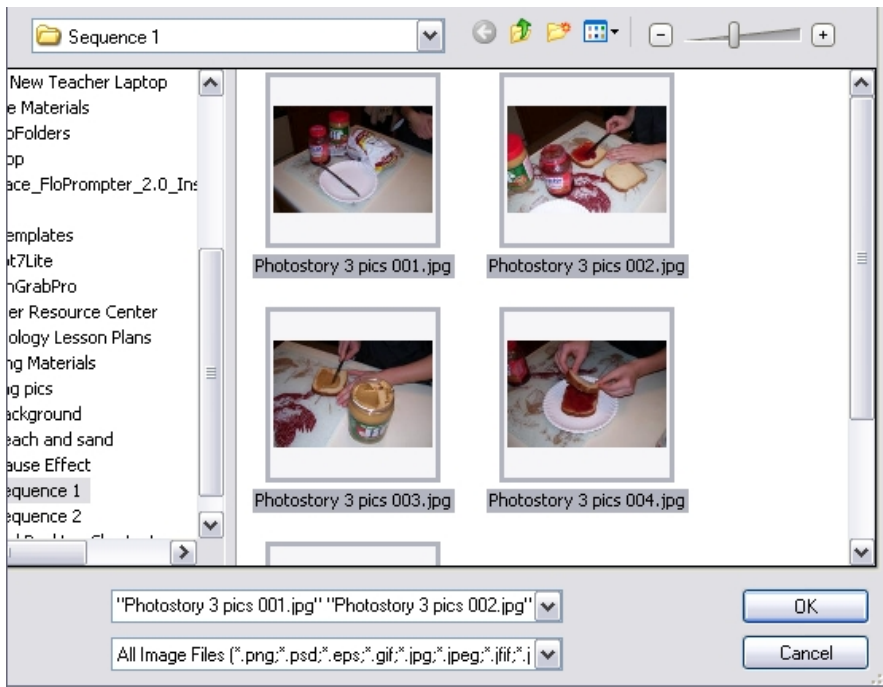 Sequence 1
New Teacher Laptop
e Materials
oFolders
op
ace_FloPrompter_2.0_Ins
emplates
ot7Lite
nGrabPro
er Resource Center
ology Lesson Plans
ng Materials
ng pics
ackground
each and sand
ause Effect
equence 1
equence 2
Photostory 3 pics 001.jpg
Photostory 3 pics 002.jpg
Photostory 3 pics 003.jpg
Photostory 3 pics 004.jpg
"Photostory 3 pics 001.jpg" "Photostory 3 pics 002.jpg"
OK
All Image Files (*.png;*.psd;*.eps;*.gif;*.jpg;*.jpeg;*.jfif;*.j
Cancel